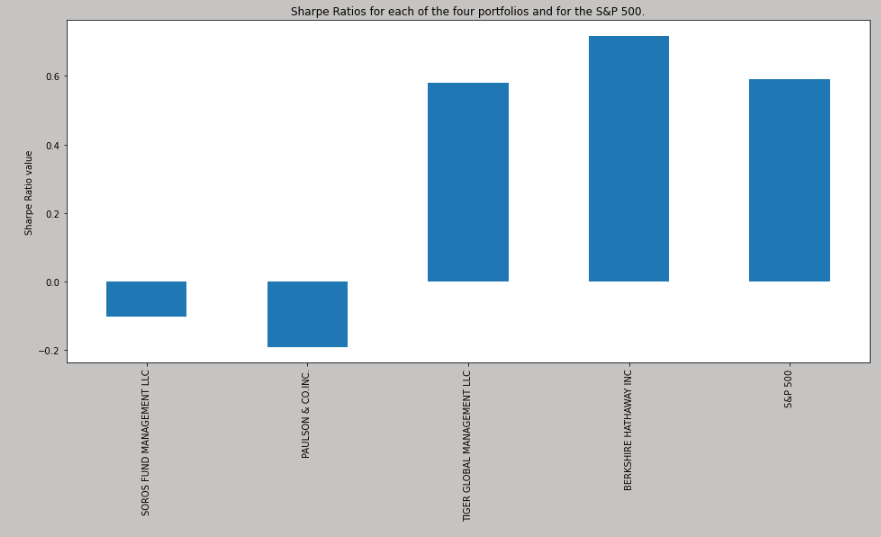 Sharpe Ratios for each of the four portfolios and for the S&P 500.
Sharpe Ratio value
0.6
0.4
0.2
0.0
−0.2
SOROS FUND MANAGEMENT LLC
PAULSON & CO.INC.
TIGER GLOBAL MANAGEMENT LLC
BERKSHIRE HATHAWAY INC
S&P 500